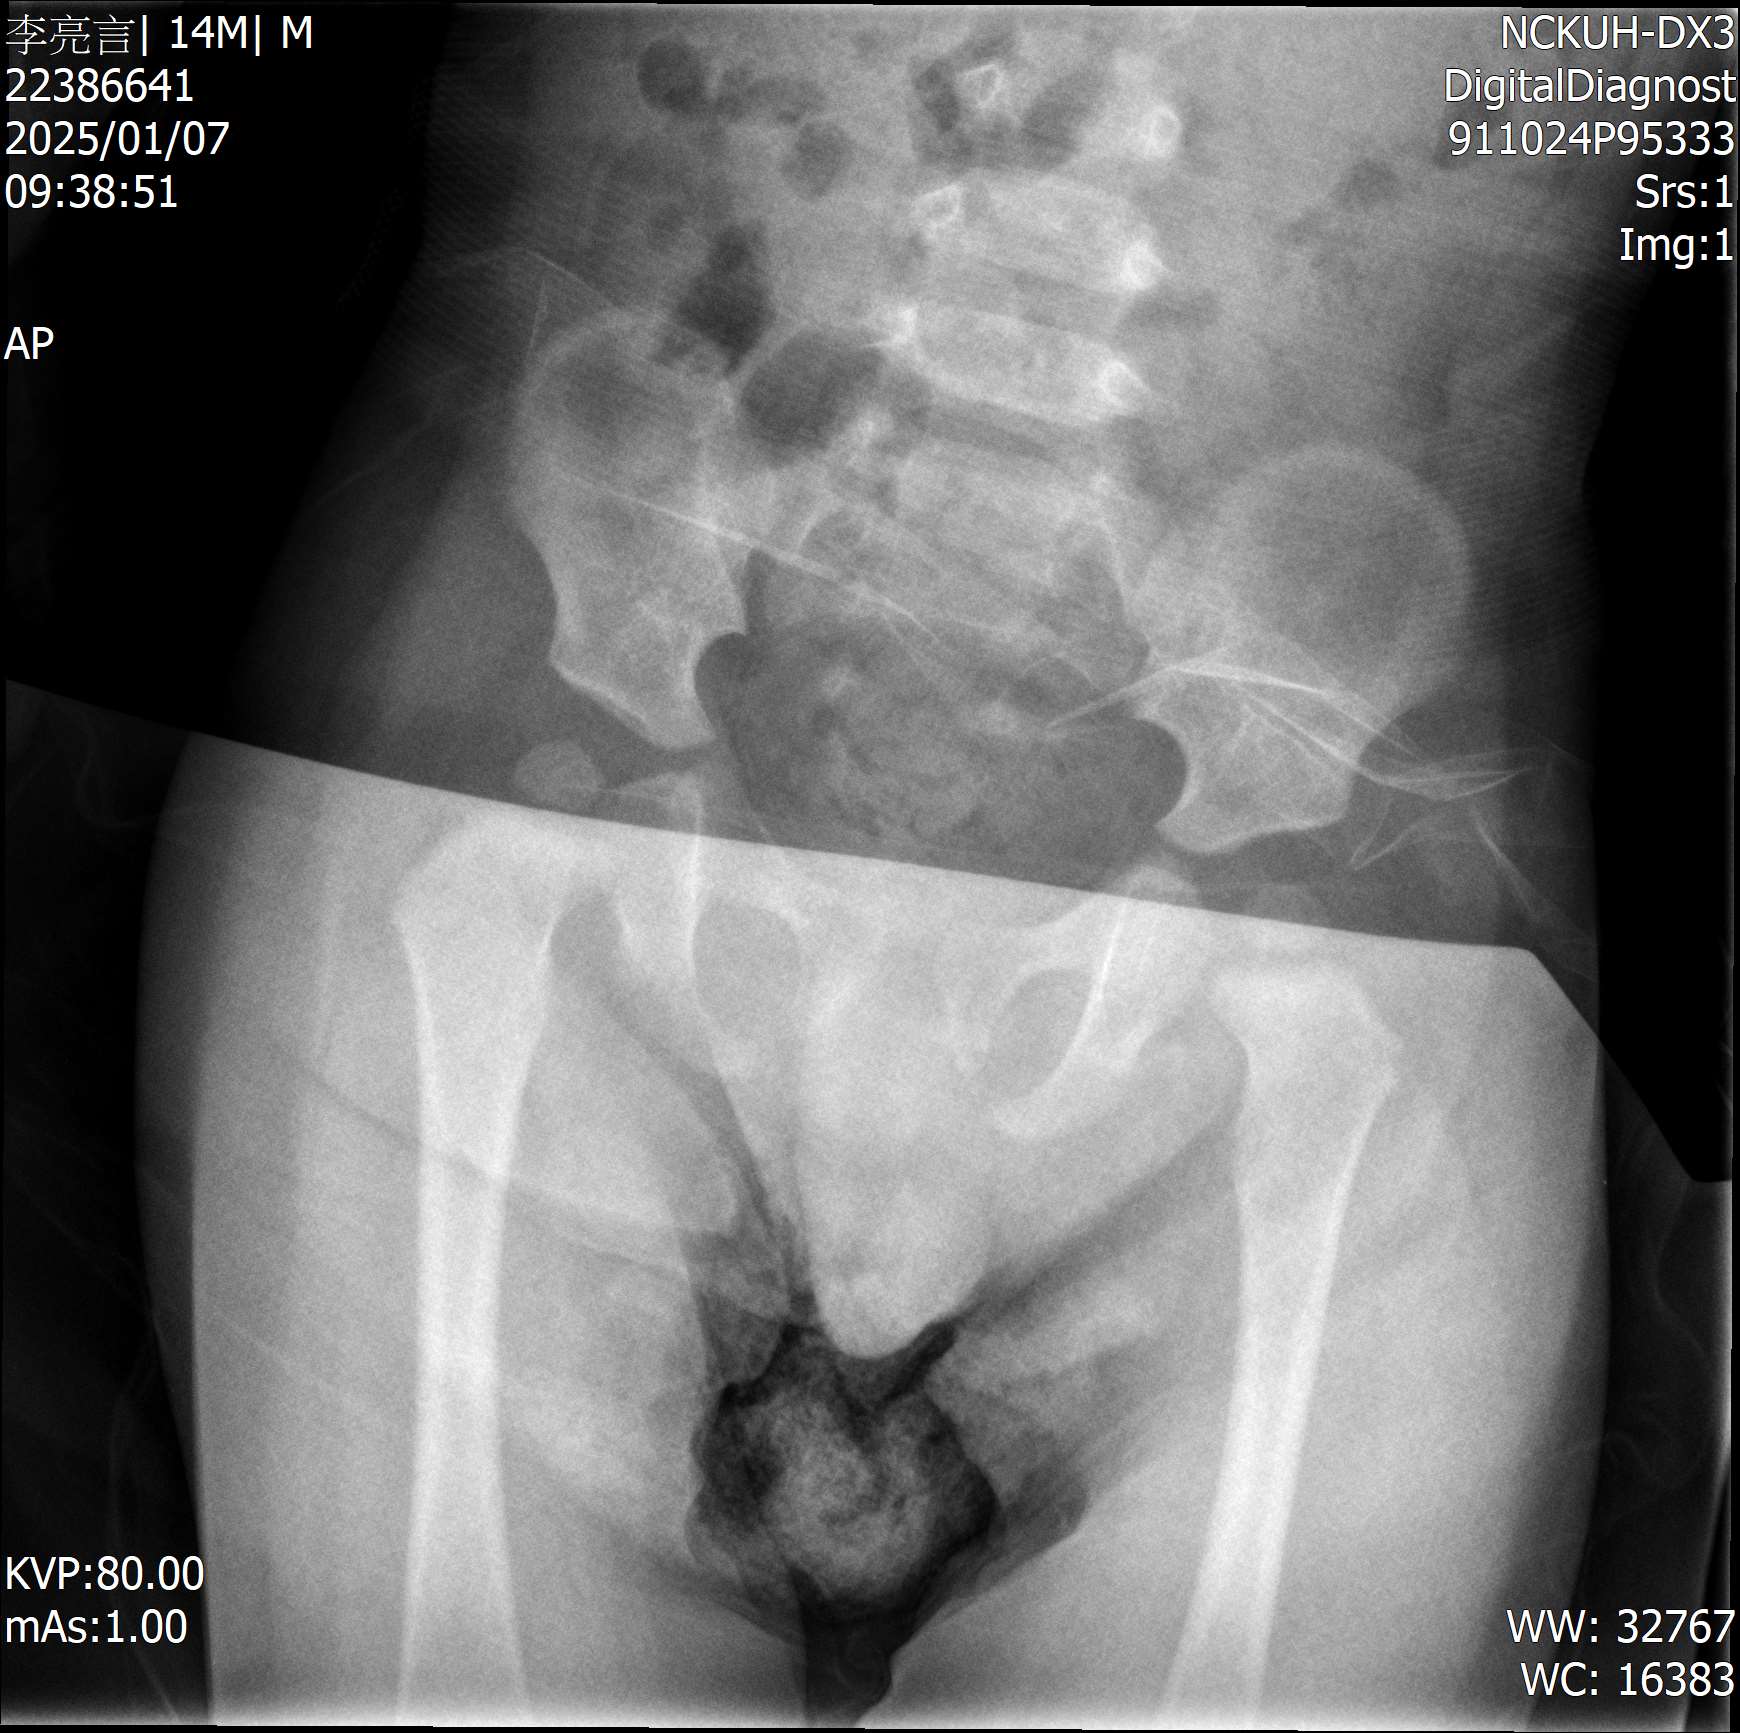 李亮言| 14M| M
22386641
2025/01/07
09:38:51
AP
NCKUH-DX3
DigitalDiagnost
911024P95333
Srs:1
Img:1
KVP:80.00
mAs:1.00
WW: 32767
WC: 16383